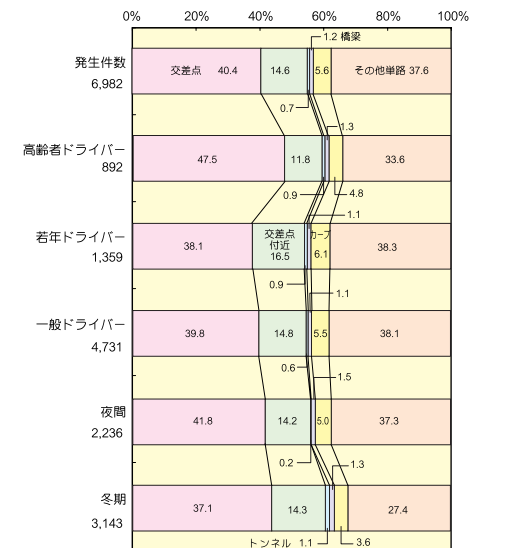 0% 20% 40% 60% 80% 100%
1.2 橋梁
発生件数
6,982
交差点 40.4 14.6 5.6 その他単路 37.6
0.7
1.3
高齢者ドライバー
892
47.5 11.8 33.6
0.9 4.8
1.1
若年ドライバー
1,359
38.1 交差点付近 16.5 カーブ 6.1 38.3
0.9
1.1
一般ドライバー
4,731
39.8 14.8 5.5 38.1
0.6
1.5
夜間
2,236
41.8 14.2 5.0 37.3
0.2
1.3
冬期
3,143
37.1 14.3 27.4
トンネル 1.1 3.6